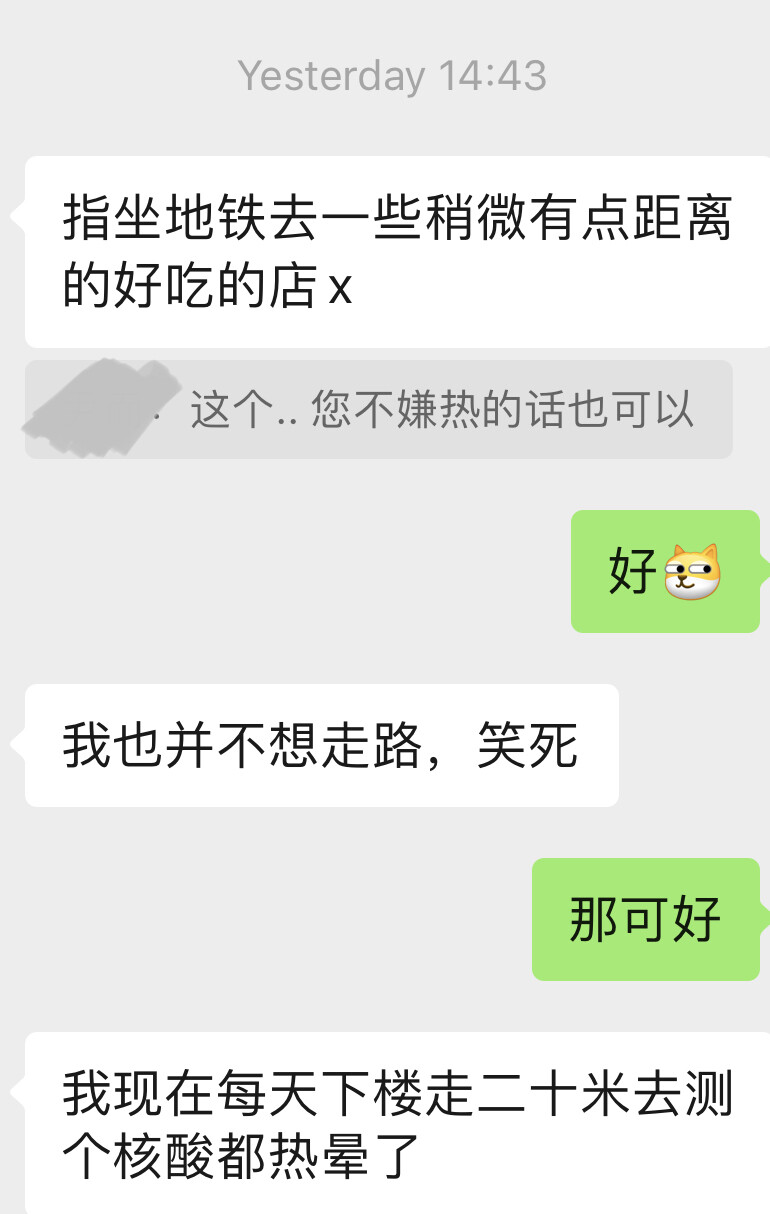 Yesterday 14:43
指坐地铁去一些稍微有点距离
的好吃的店x
这个.. 您不嫌热的话也可以
好
我也并不想走路，笑死
那可好
我现在每天下楼走二十米去测
个核酸都热晕了